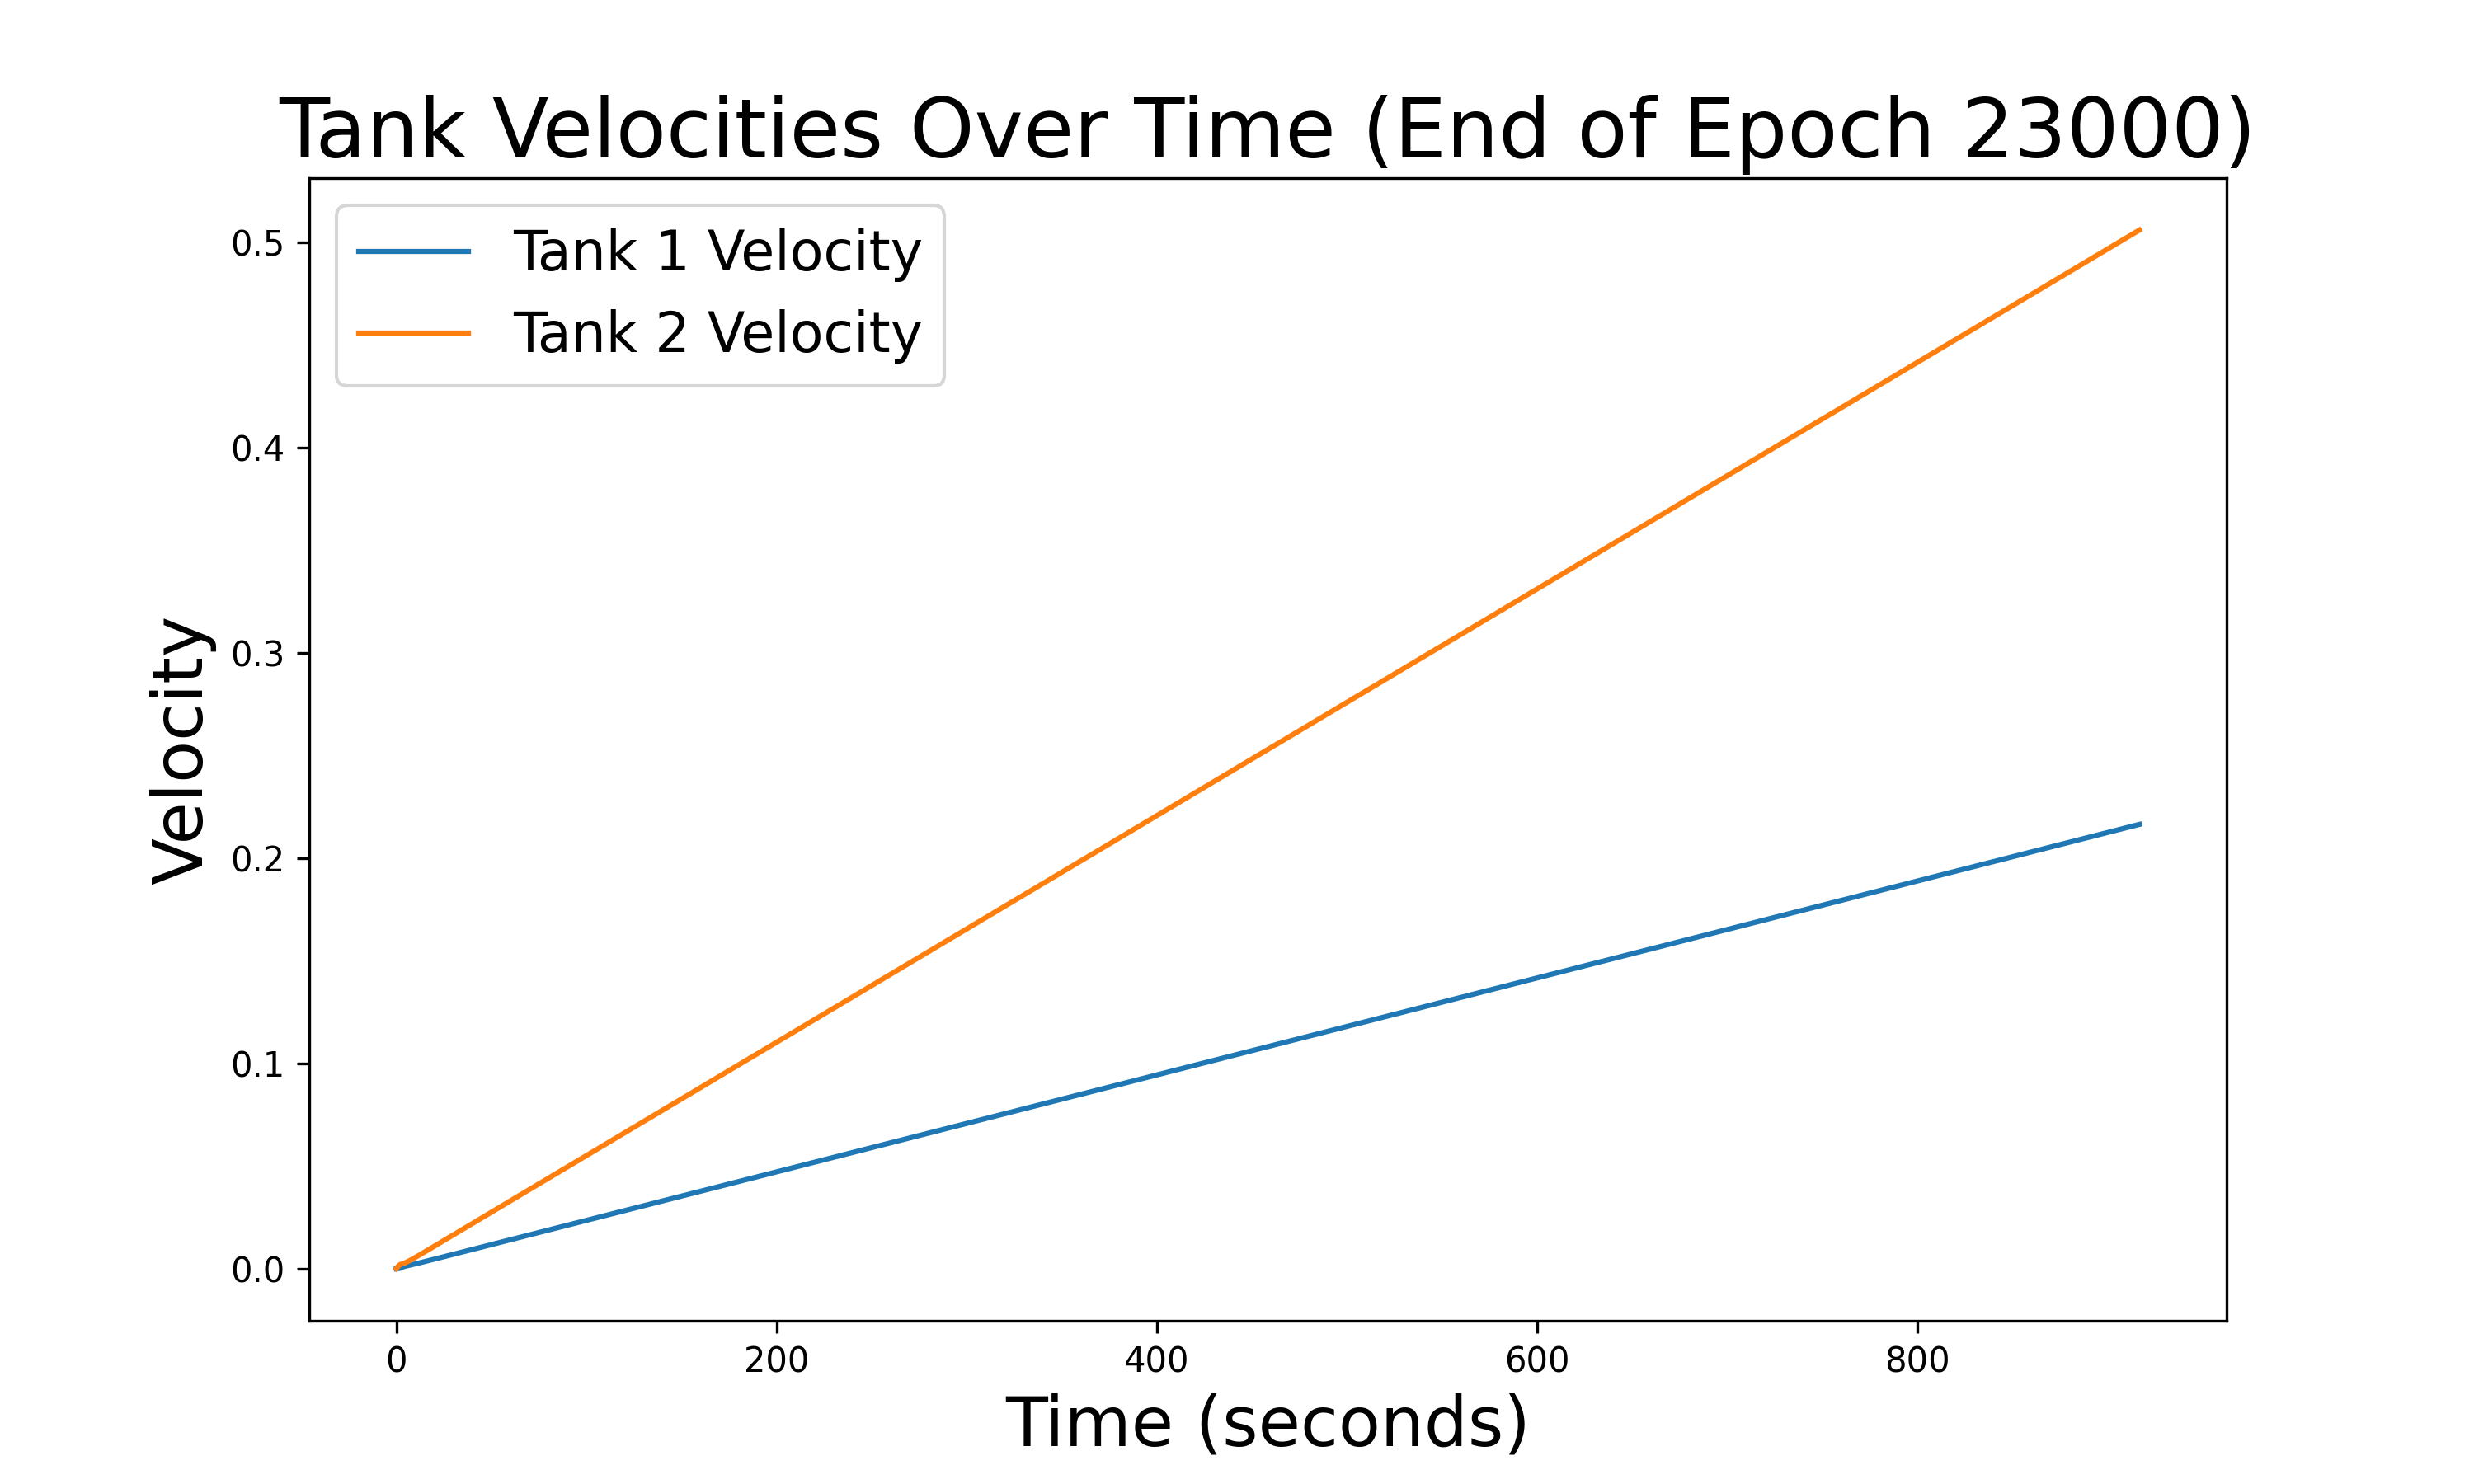 Tank Velocities Over Time (End of Epoch 23000)
Tank 1 Velocity
Tank 2 Velocity
Velocity
0.5
0.4
0.3
0.2
0.1
0.0
0 200 400 600 800
Time (seconds)